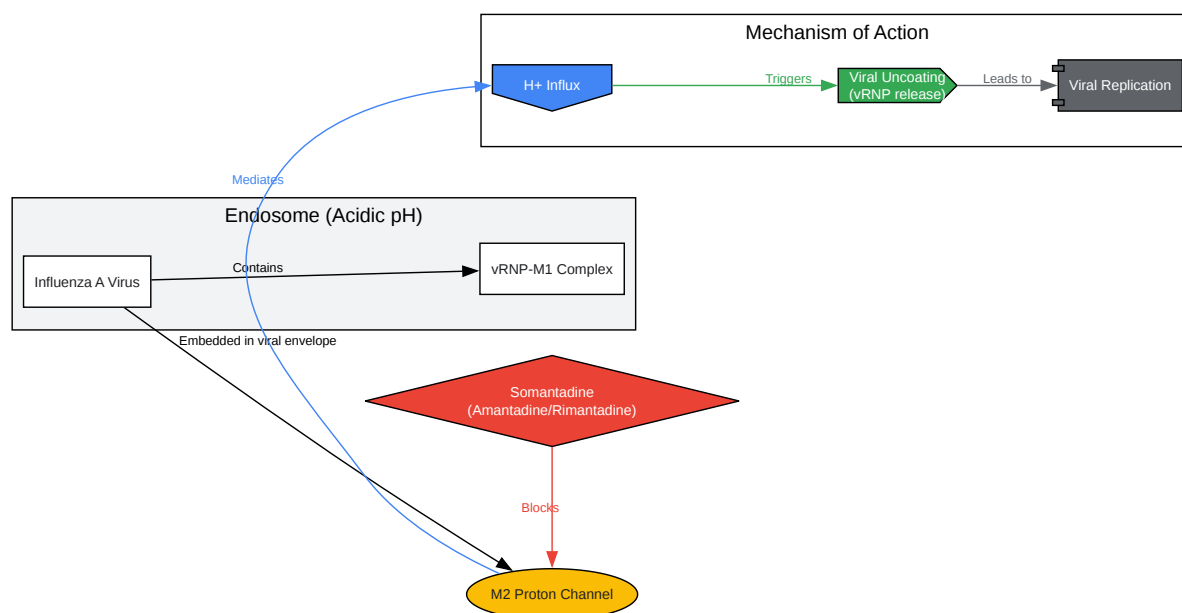 Mechanism of Action
H+ Influx
Triggers
Viral Uncoating
(vRNP release)
Leads to
Viral Replication
Mediates
Endosome (Acidic pH)
Influenza A Virus
Contains
vRNP-M1 Complex
Embedded in viral envelope
Somantadine
(Amantadine/Rimantadine)
Blocks
M2 Proton Channel